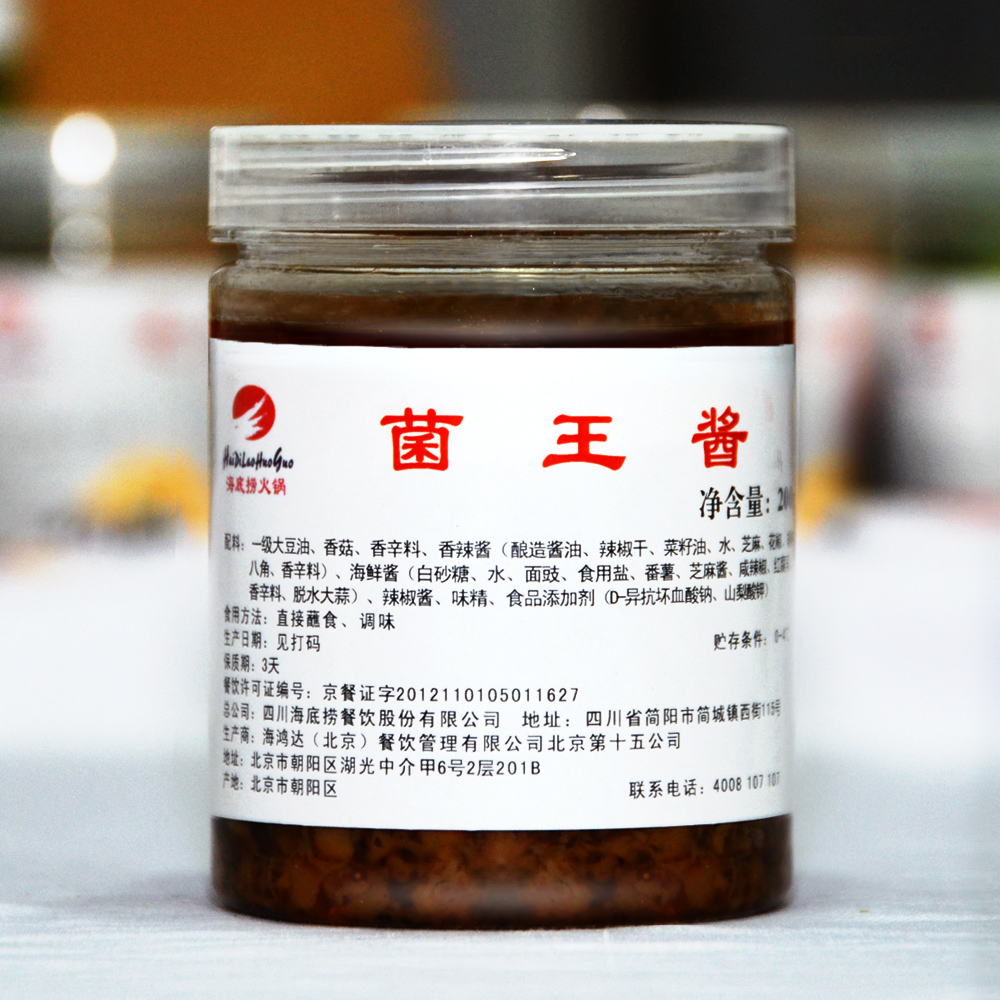 HaiDiLaoHuoGuo
海底捞火锅
菌王酱
净含量：
配料：一级大豆油、香菇、香辛料、香辣酱（酿造酱油、辣椒干、菜籽油、水、芝麻、花椒、
八角、香辛料）、海鲜酱（白砂糖、水、面豉、食用盐、番薯、芝麻酱、咸辣椒、
香辛料、脱水大蒜）、辣椒酱、味精、食品添加剂（D-异抗坏血酸钠、山梨酸钾）
食用方法：直接蘸食、调味
生产日期：见打码
贮存条件：
保质期：3天
餐饮许可证编号：京餐证字2012110105011627
总公司：四川海底捞餐饮股份有限公司 地址：四川省简阳市简城镇西街115号
生产商：海鸿达（北京）餐饮管理有限公司北京第十五公司
地址：北京市朝阳区湖光中介甲6号2层201B
产地：北京市朝阳区
联系电话：4008 107 107